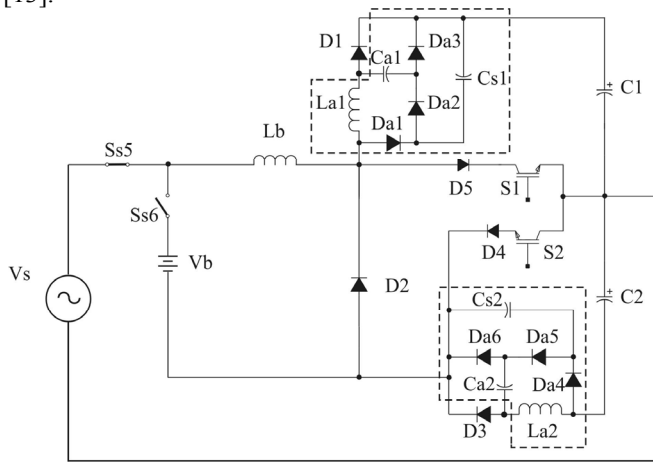 [15].
D1
Da3
Ca1
Cs1
La1
Da2
C1
Da1
Lb
Ss5
D5
S1
Ss6
D4
S2
Vb
Vs
D2
Cs2
C2
Da6
Da5
Ca2
Da4
D3
La2